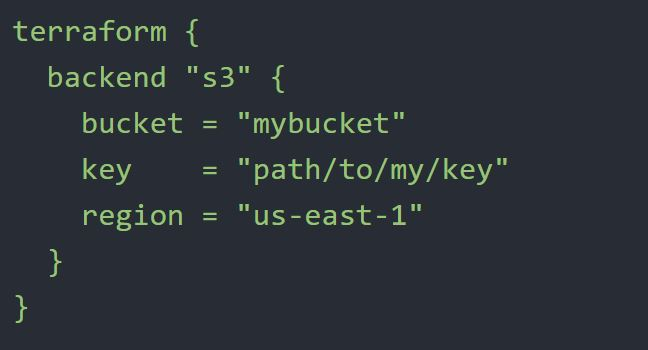 terraform {
  backend "s3" {
    bucket = "mybucket"
    key    = "path/to/my/key"
    region = "us-east-1"
  }
}